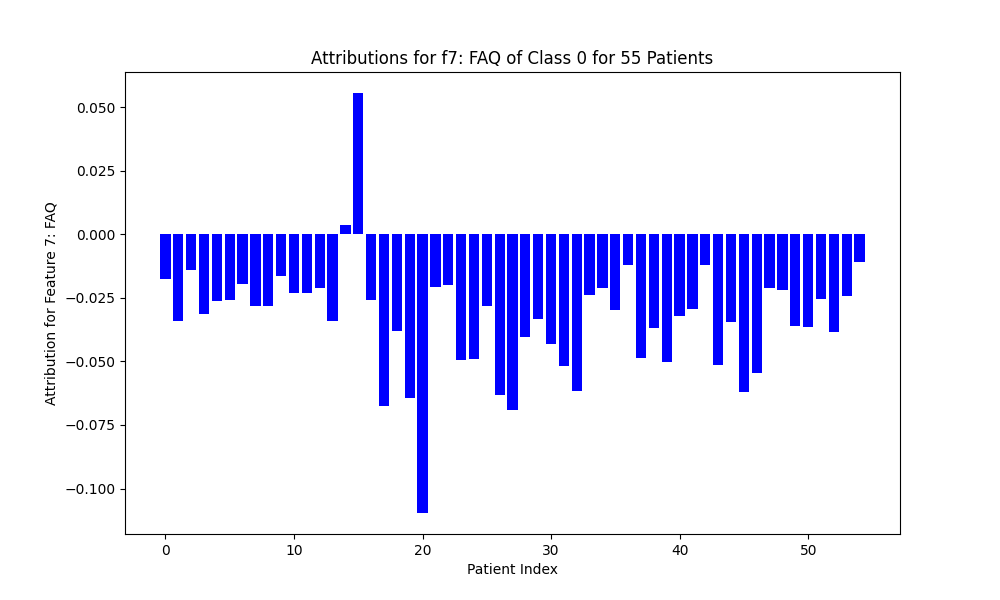 Attributions for f7: FAQ of Class 0 for 55 Patients
Attribution for Feature 7: FAQ
0.050
0.025
0.000
−0.025
−0.050
−0.075
−0.100
0 10 20 30 40 50
Patient Index